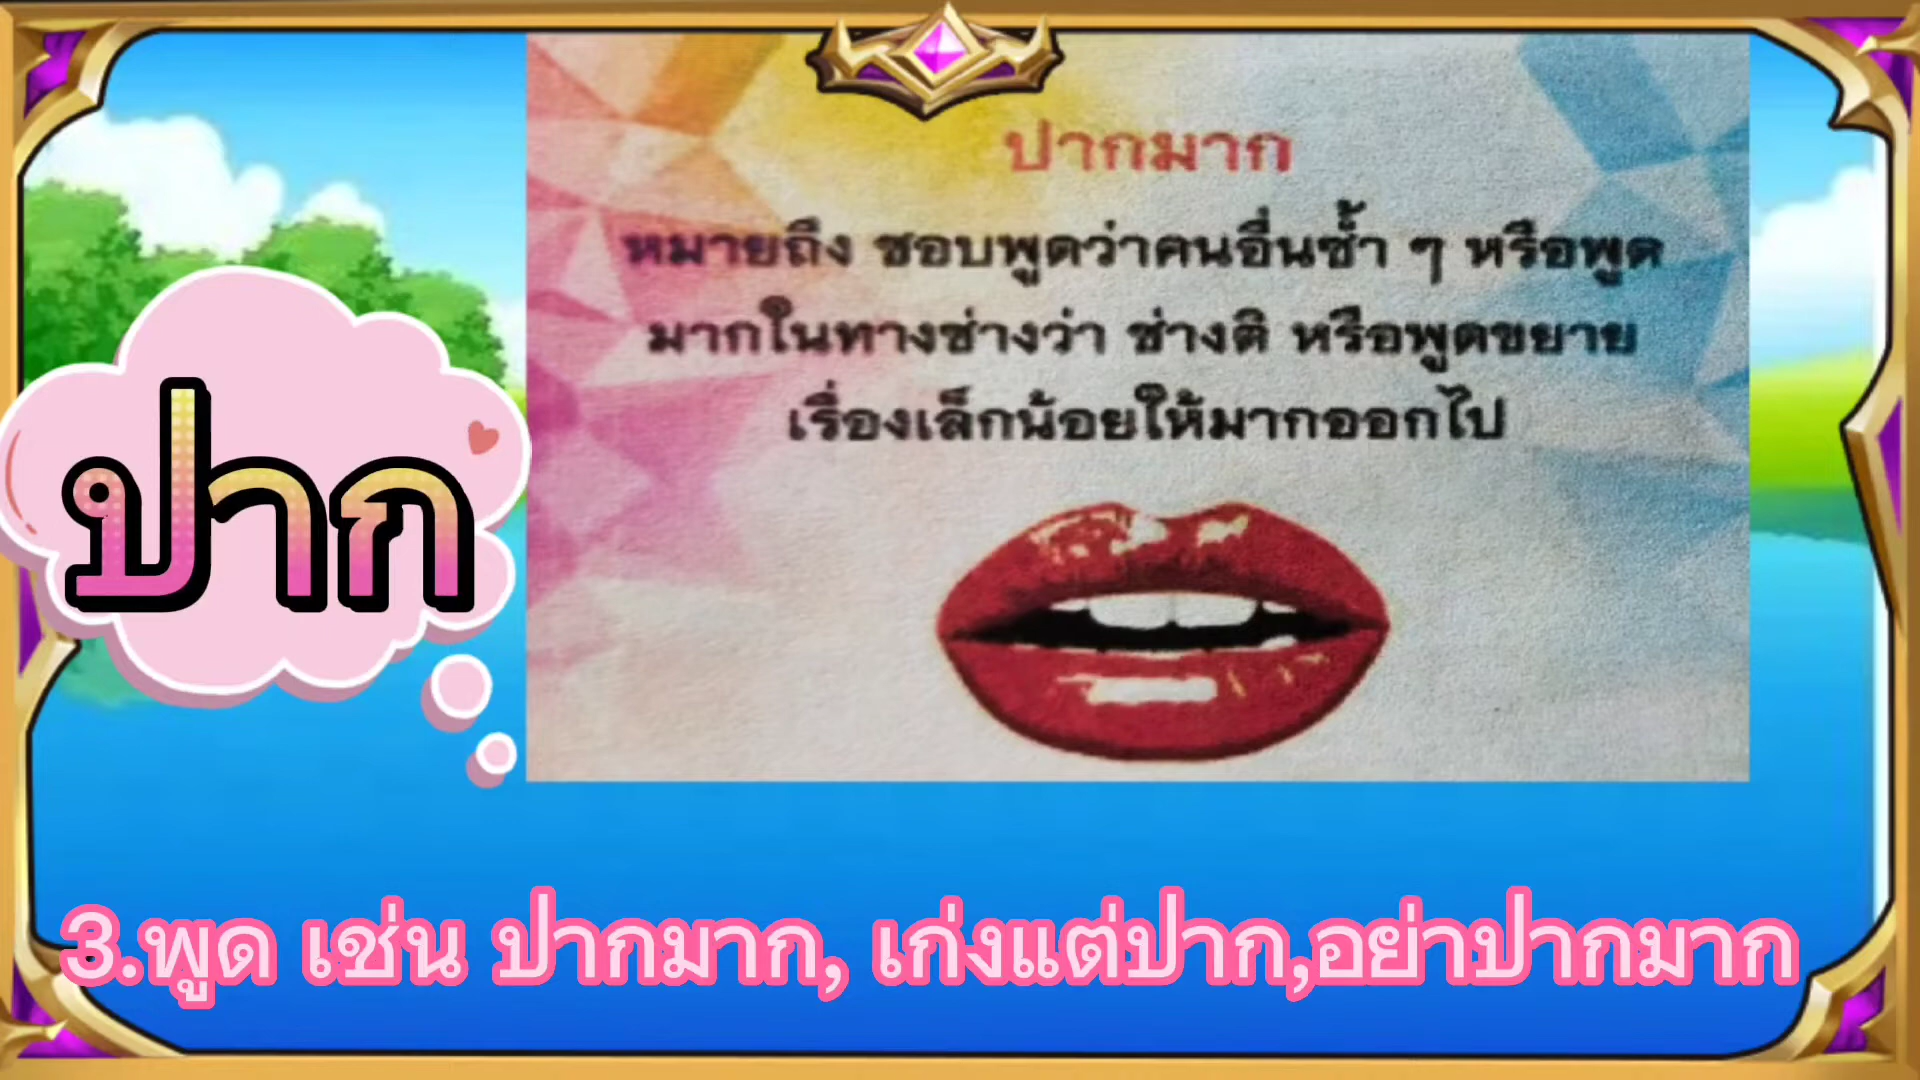 ปากมาก
หมายถึง ชอบพูดว่าคนอื่นซ้ำ ๆ หรือพูด
มากในทางช่างว่า ช่างติ หรือพูดขยาย
เรื่องเล็กน้อยให้มากออกไป
ปาก
3.พูด เช่น ปากมาก, เก่งแต่ปาก,อย่าปากมาก